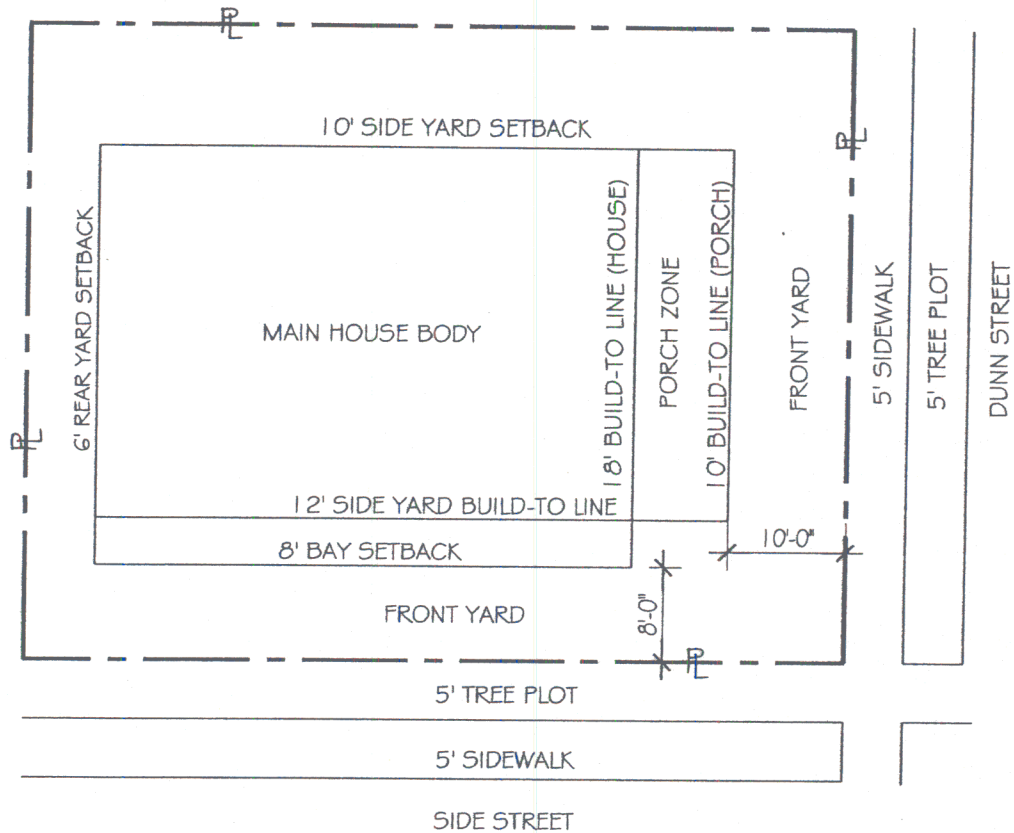 PL
10' SIDE YARD SETBACK
PL
6' REAR YARD SETBACK
MAIN HOUSE BODY
18' BUILD-TO LINE (HOUSE)
PORCH ZONE
10' BUILD-TO LINE (PORCH)
FRONT YARD
5' SIDEWALK
5' TREE PLOT
DUNN STREET
PL
12' SIDE YARD BUILD-TO LINE
8' BAY SETBACK
10'-0"
8'-0"
FRONT YARD
PL
5' TREE PLOT
5' SIDEWALK
SIDE STREET